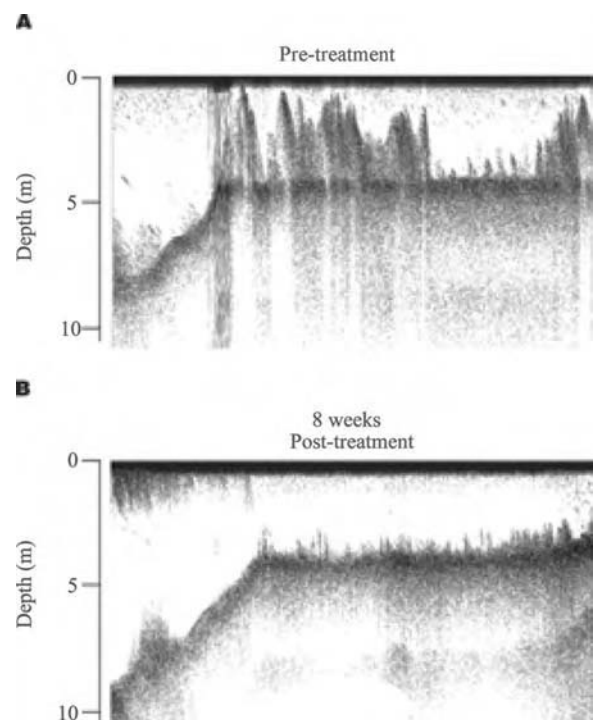 A
Pre-treatment
0
5
10
Depth (m)
B
8 weeks
Post-treatment
0
5
10
Depth (m)